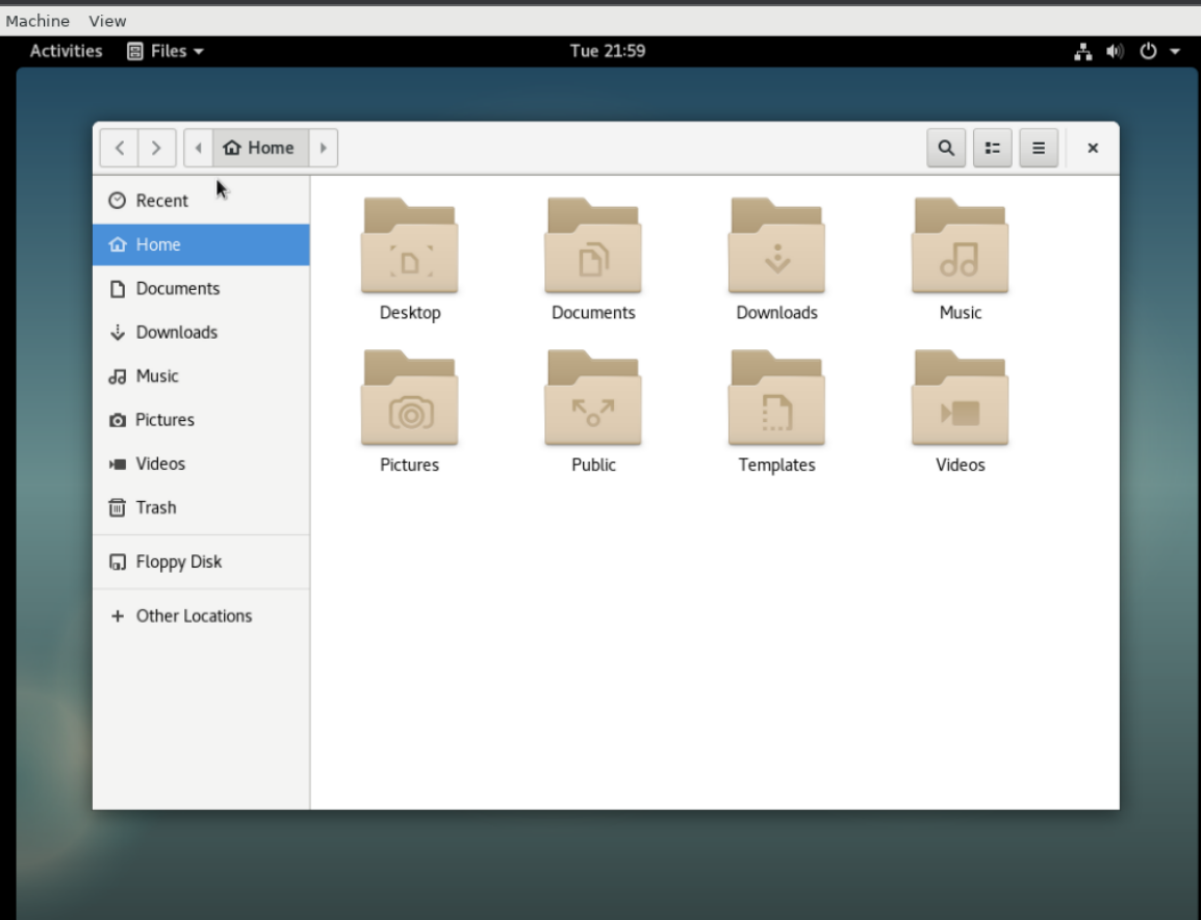 Machine View
Activities Files Tue 21:59
Home
Recent
Home
Documents
Downloads
Music
Pictures
Videos
Trash
Floppy Disk
Other Locations
Desktop Documents Downloads Music
Pictures Public Templates Videos